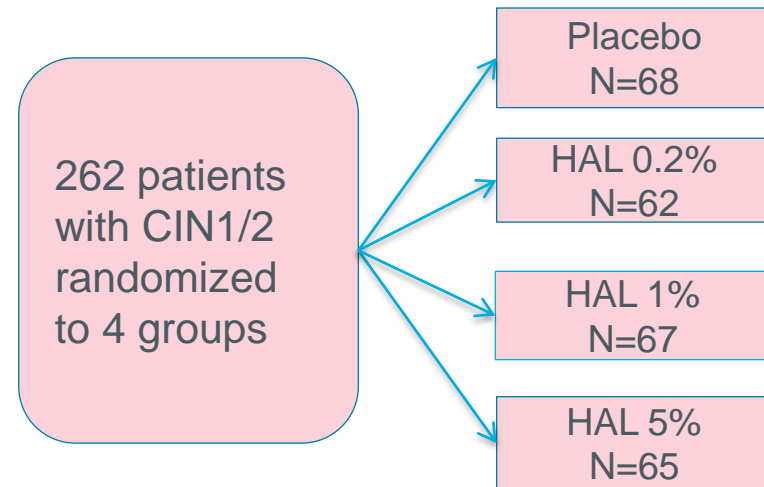 262 patients
with CIN1/2
randomized
to 4 groups
Placebo
N=68
HAL 0.2%
N=62
HAL 1%
N=67
HAL 5%
N=65